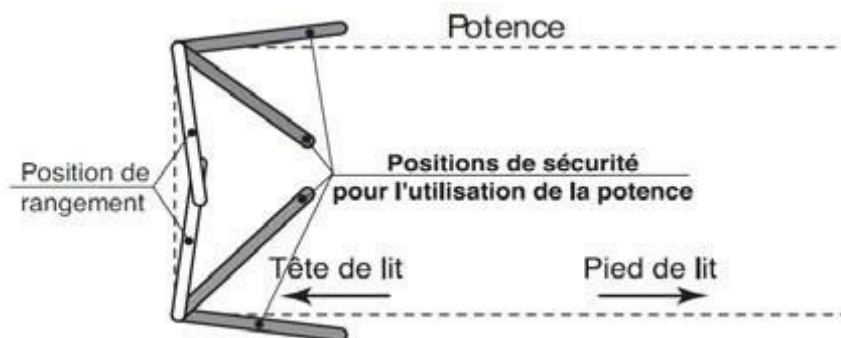 Potence
Positions de sécurité
pour l'utilisation de la potence
Position de
rangement
Tête de lit
Pied de lit